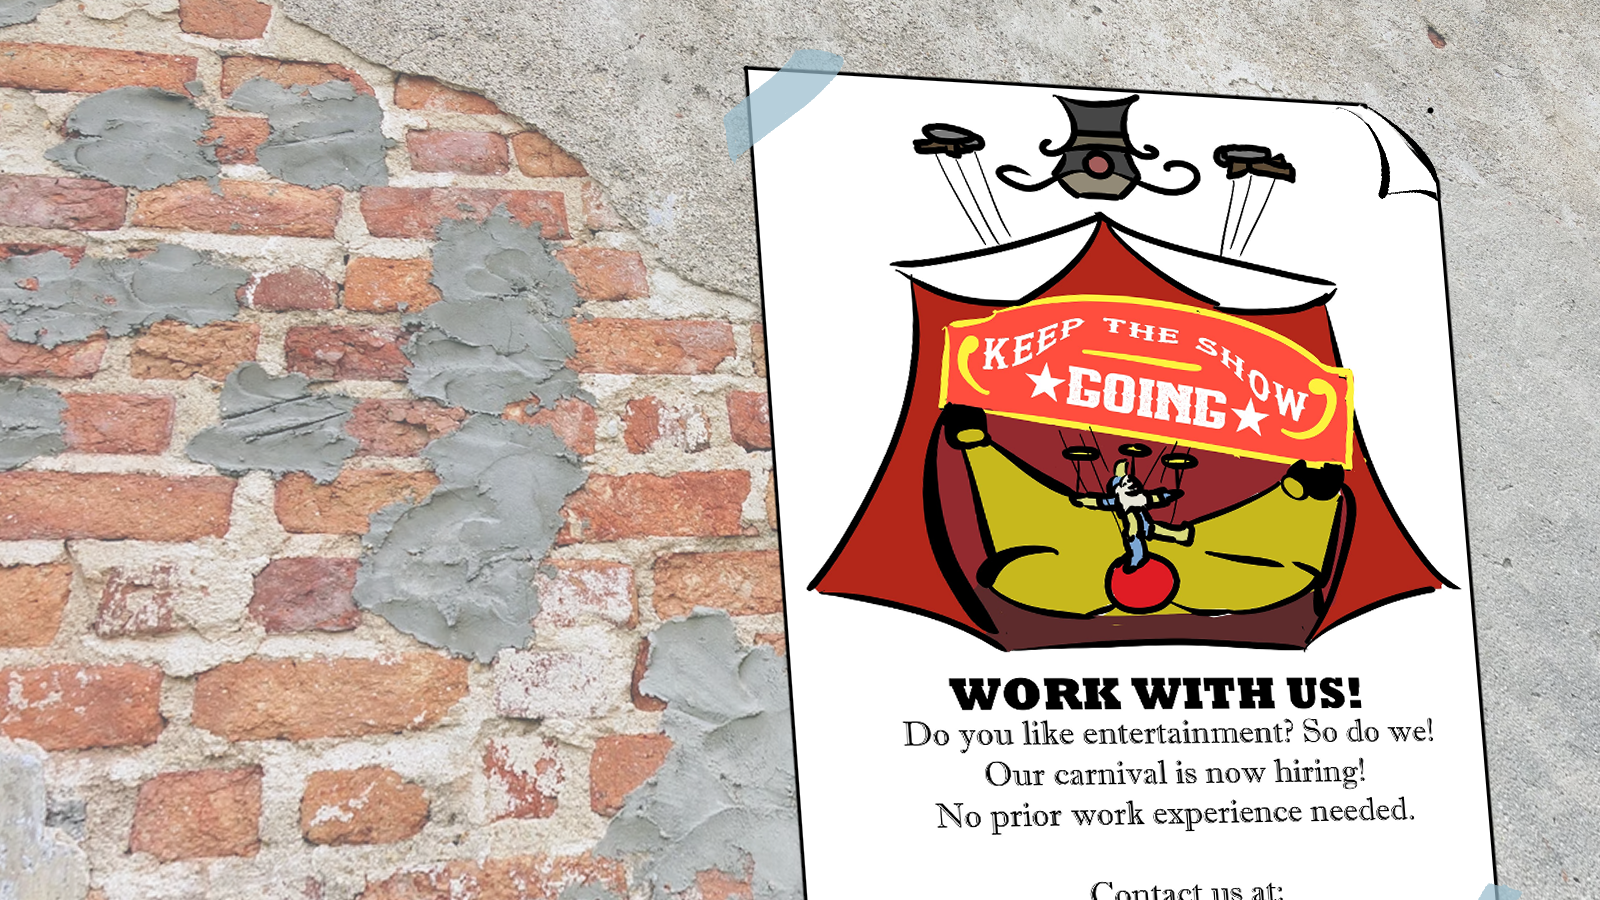 KEEP THE SHOW
GOING
WORK WITH US!
Do you like entertainment? So do we!
Our carnival is now hiring!
No prior work experience needed.
Contact us at: